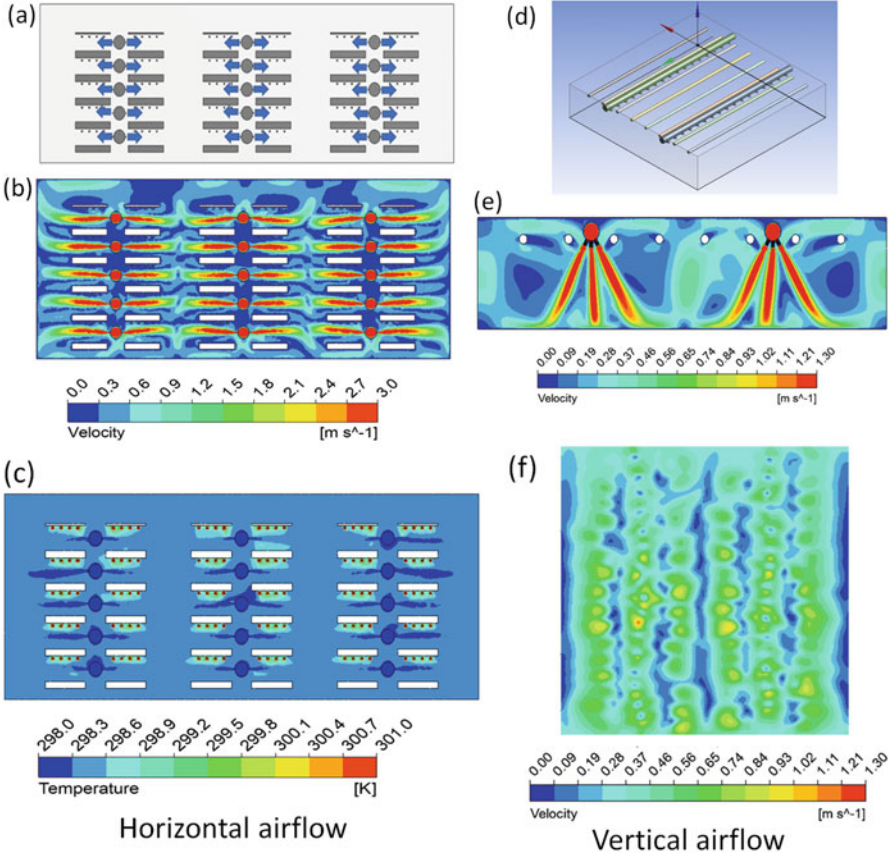 (a)
(b)
0.0 0.3 0.6 0.9 1.2 1.5 1.8 2.1 2.4 2.7 3.0
Velocity [m s^-1]
(c)
298.0 298.3 298.6 298.9 299.2 299.5 299.8 300.1 300.4 300.7 301.0
Temperature [K]
Horizontal airflow
(d)
(e)
0.00 0.09 0.19 0.28 0.37 0.46 0.56 0.65 0.74 0.84 0.93 1.02 1.11 1.21 1.30
Velocity [m s^-1]
(f)
0.00 0.09 0.19 0.28 0.37 0.46 0.56 0.65 0.74 0.84 0.93 1.02 1.11 1.21 1.30
Velocity [m s^-1]
Vertical airflow